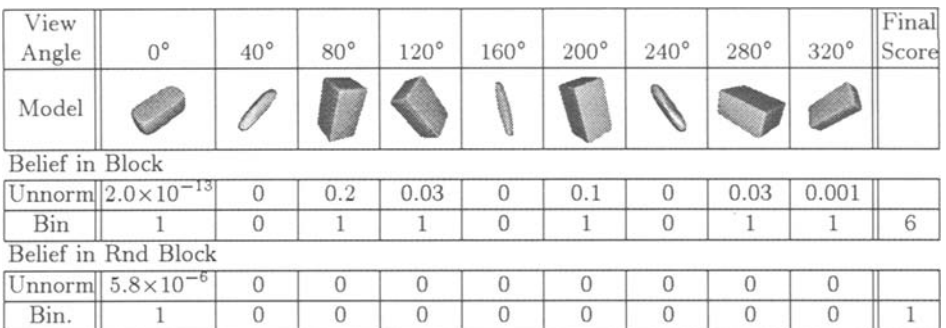 View Angle 0° 40° 80° 120° 160° 200° 240° 280° 320° Final Score
Model
Belief in Block
Unnorm 2.0×10−13 0 0.2 0.03 0 0.1 0 0.03 0.001
Bin 1 0 1 1 0 1 0 1 1 6
Belief in Rnd Block
Unnorm 5.8×10−6 0 0 0 0 0 0 0 0
Bin. 1 0 0 0 0 0 0 0 0 1